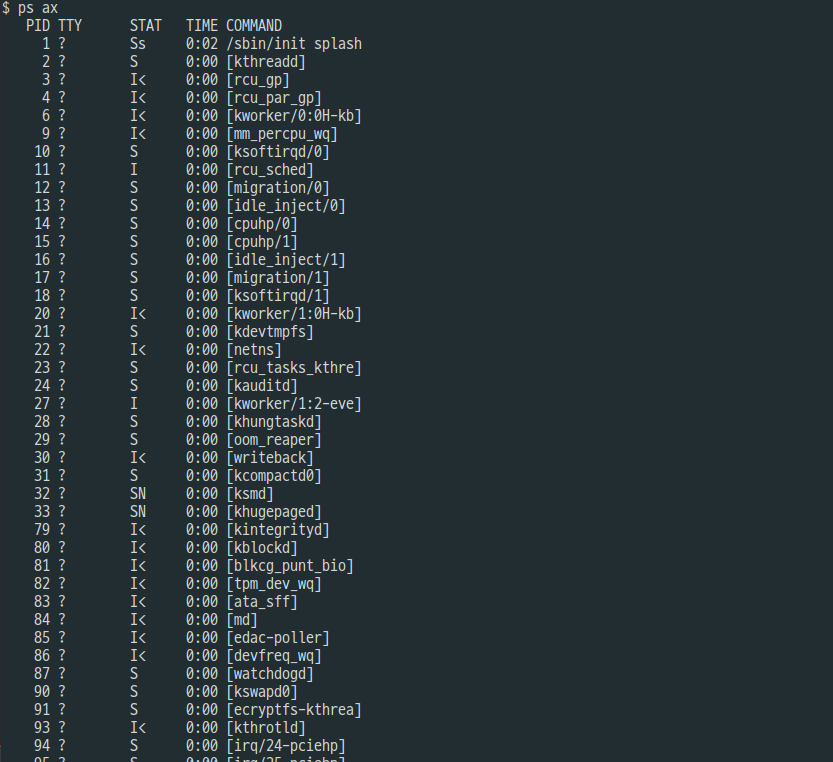 $ ps ax
PID TTY STAT TIME COMMAND
1 ? Ss 0:02 /sbin/init splash
2 ? S 0:00 [kthreadd]
3 ? I< 0:00 [rcu_gp]
4 ? I< 0:00 [rcu_par_gp]
6 ? I< 0:00 [kworker/0:0H-kb]
9 ? I< 0:00 [mm_percpu_wq]
10 ? S 0:00 [ksoftirqd/0]
11 ? I 0:00 [rcu_sched]
12 ? S 0:00 [migration/0]
13 ? S 0:00 [idle_inject/0]
14 ? S 0:00 [cpuhp/0]
15 ? S 0:00 [cpuhp/1]
16 ? S 0:00 [idle_inject/1]
17 ? S 0:00 [migration/1]
18 ? S 0:00 [ksoftirqd/1]
20 ? I< 0:00 [kworker/1:0H-kb]
21 ? S 0:00 [kdevtmpfs]
22 ? I< 0:00 [netns]
23 ? S 0:00 [rcu_tasks_kthre]
24 ? S 0:00 [kauditd]
27 ? I 0:00 [kworker/1:2-eve]
28 ? S 0:00 [khungtaskd]
29 ? S 0:00 [oom_reaper]
30 ? I< 0:00 [writeback]
31 ? S 0:00 [kcompactd0]
32 ? SN 0:00 [ksmd]
33 ? SN 0:00 [khugepaged]
79 ? I< 0:00 [kintegrityd]
80 ? I< 0:00 [kblockd]
81 ? I< 0:00 [blkcg_punt_bio]
82 ? I< 0:00 [tpm_dev_wq]
83 ? I< 0:00 [ata_sff]
84 ? I< 0:00 [md]
85 ? I< 0:00 [edac-poller]
86 ? I< 0:00 [devfreq_wq]
87 ? S 0:00 [watchdogd]
90 ? S 0:00 [kswapd0]
91 ? S 0:00 [ecryptfs-kthrea]
93 ? I< 0:00 [kthrotld]
94 ? S 0:00 [irq/24-pciehp]
95 ? S 0:00 [irq/25-pciehp]